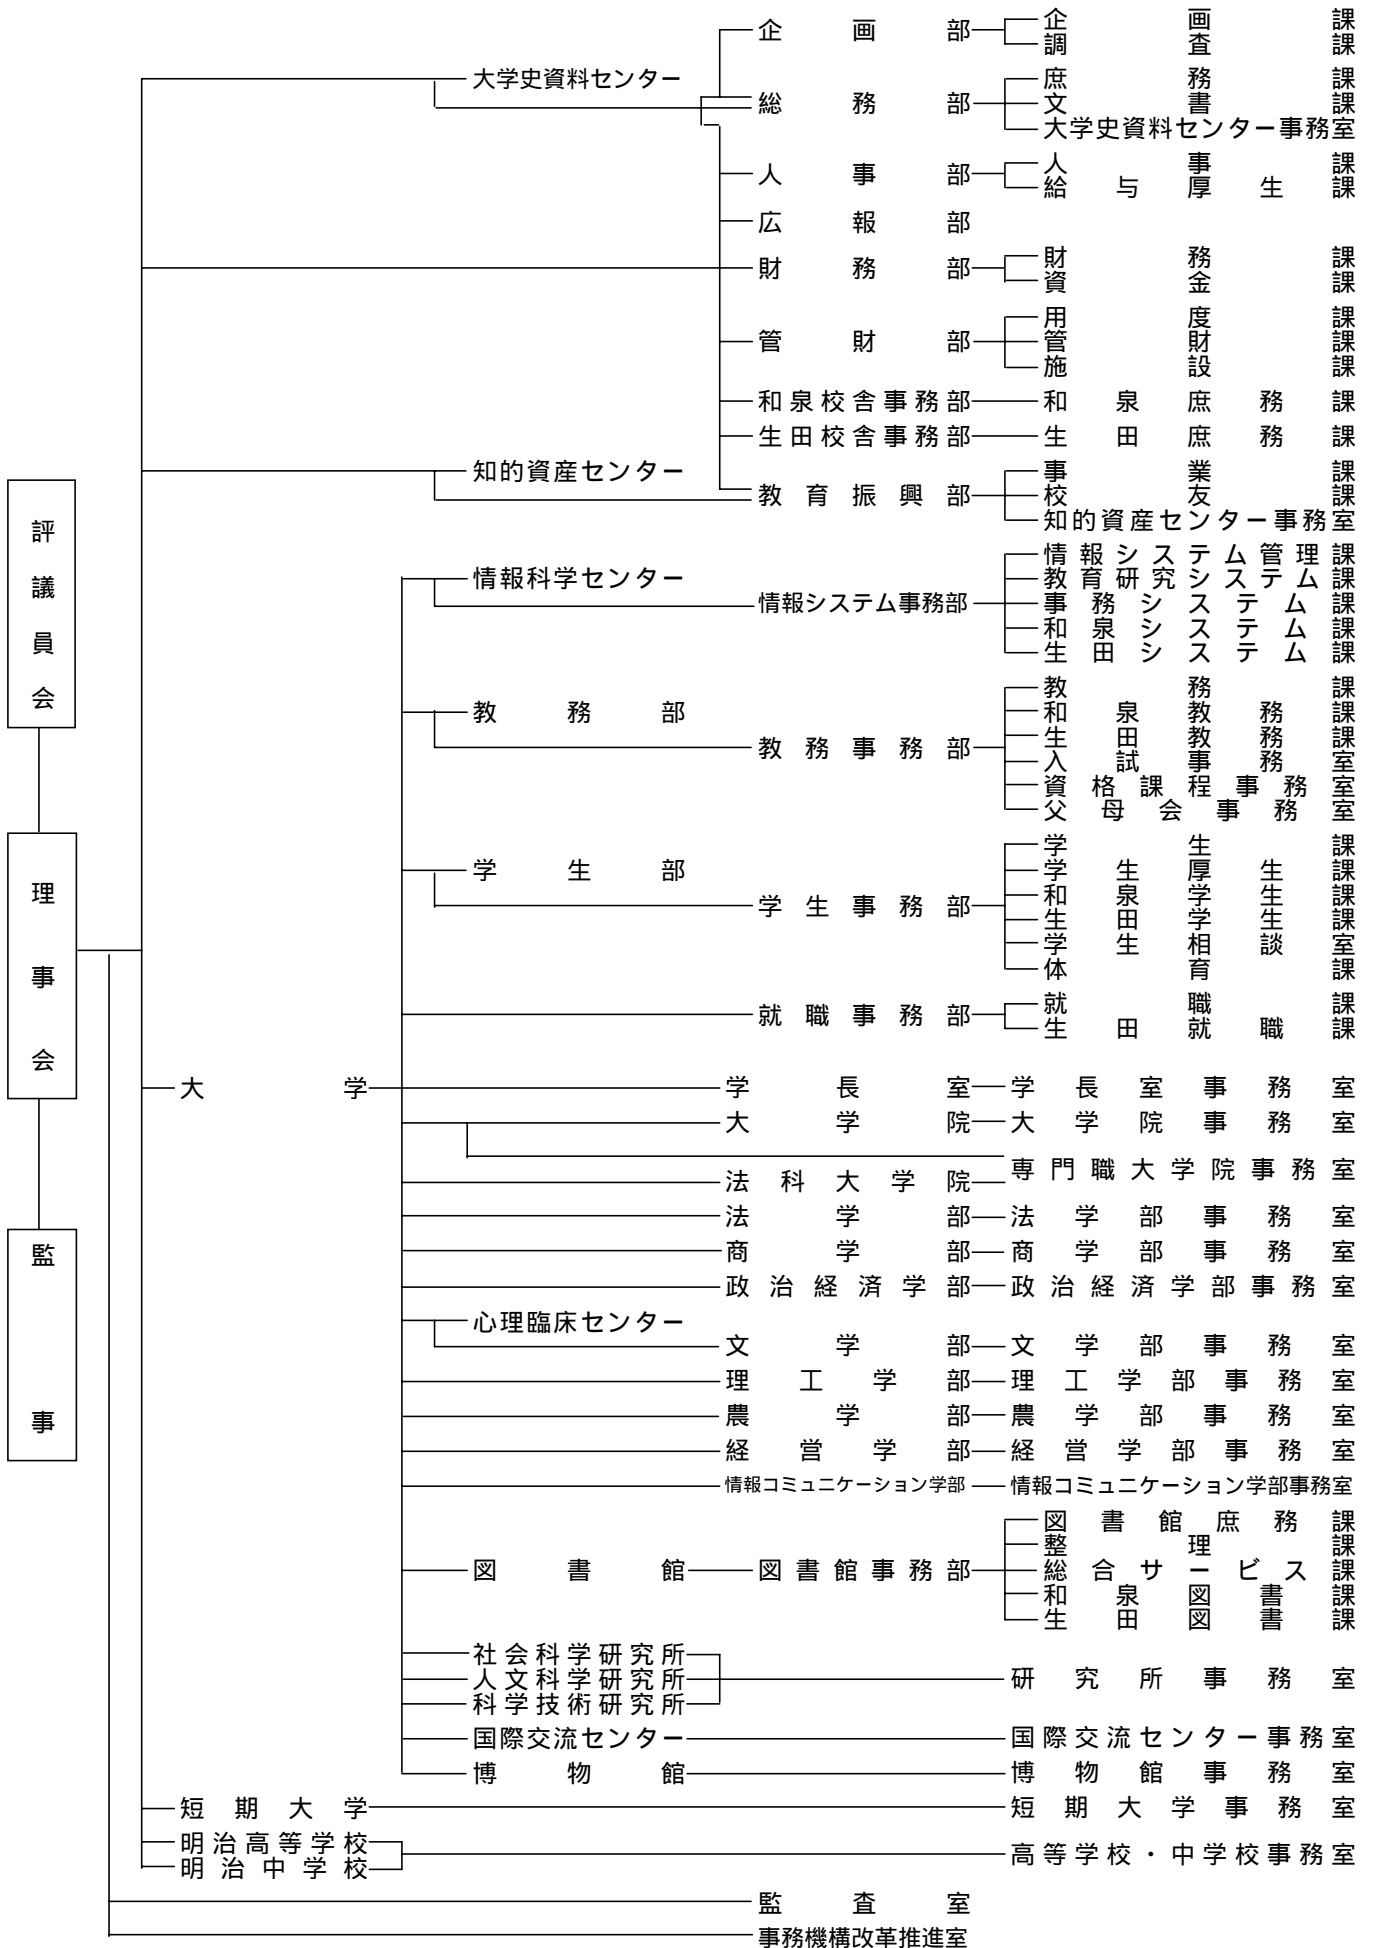 企画部 企画課
調査課
大学史資料センター 庶務課
総務部 文書課
大学史資料センター事務室
人事部 人事課
給与厚生課
広報部
財務部 財務課
資金課
用度課
管財部 管財課
施設課
和泉校舎事務部 和泉庶務課
生田校舎事務部 生田庶務課
知的資産センター 事業課
教育振興部 校友課
知的資産センター事務室
評議員会
情報システム管理課
情報科学センター 教育研究システム課
情報システム事務部 事務システム課
和泉システム課
生田システム課
教務課
教務部 和泉教務課
生田教務課
教務事務部 入試事務室
資格課程事務室
父母会事務室
理事会
学生課
学生部 学生厚生課
和泉学生課
学生事務部 生田学生課
学生相談室
体育課
就職事務部 就職課
生田就職課
大学 学長室 学長室事務室
大学院 大学院事務室
専門職大学院事務室
法科大学院
法学部 法学部事務室
監事
商学部 商学部事務室
政治経済学部 政治経済学部事務室
心理臨床センター
文学部 文学部事務室
理工学部 理工学部事務室
農学部 農学部事務室
経営学部 経営学部事務室
情報コミュニケーション学部 情報コミュニケーション学部事務室
図書館庶務課
整理課
図書館 図書館事務部 総合サービス課
和泉図書課
生田図書課
社会科学研究所
人文科学研究所 研究所事務室
科学技術研究所
国際交流センター 国際交流センター事務室
博物館 博物館事務室
短期大学 短期大学事務室
明治高等学校
高等学校・中学校事務室
明治中学校
監査室
事務機構改革推進室